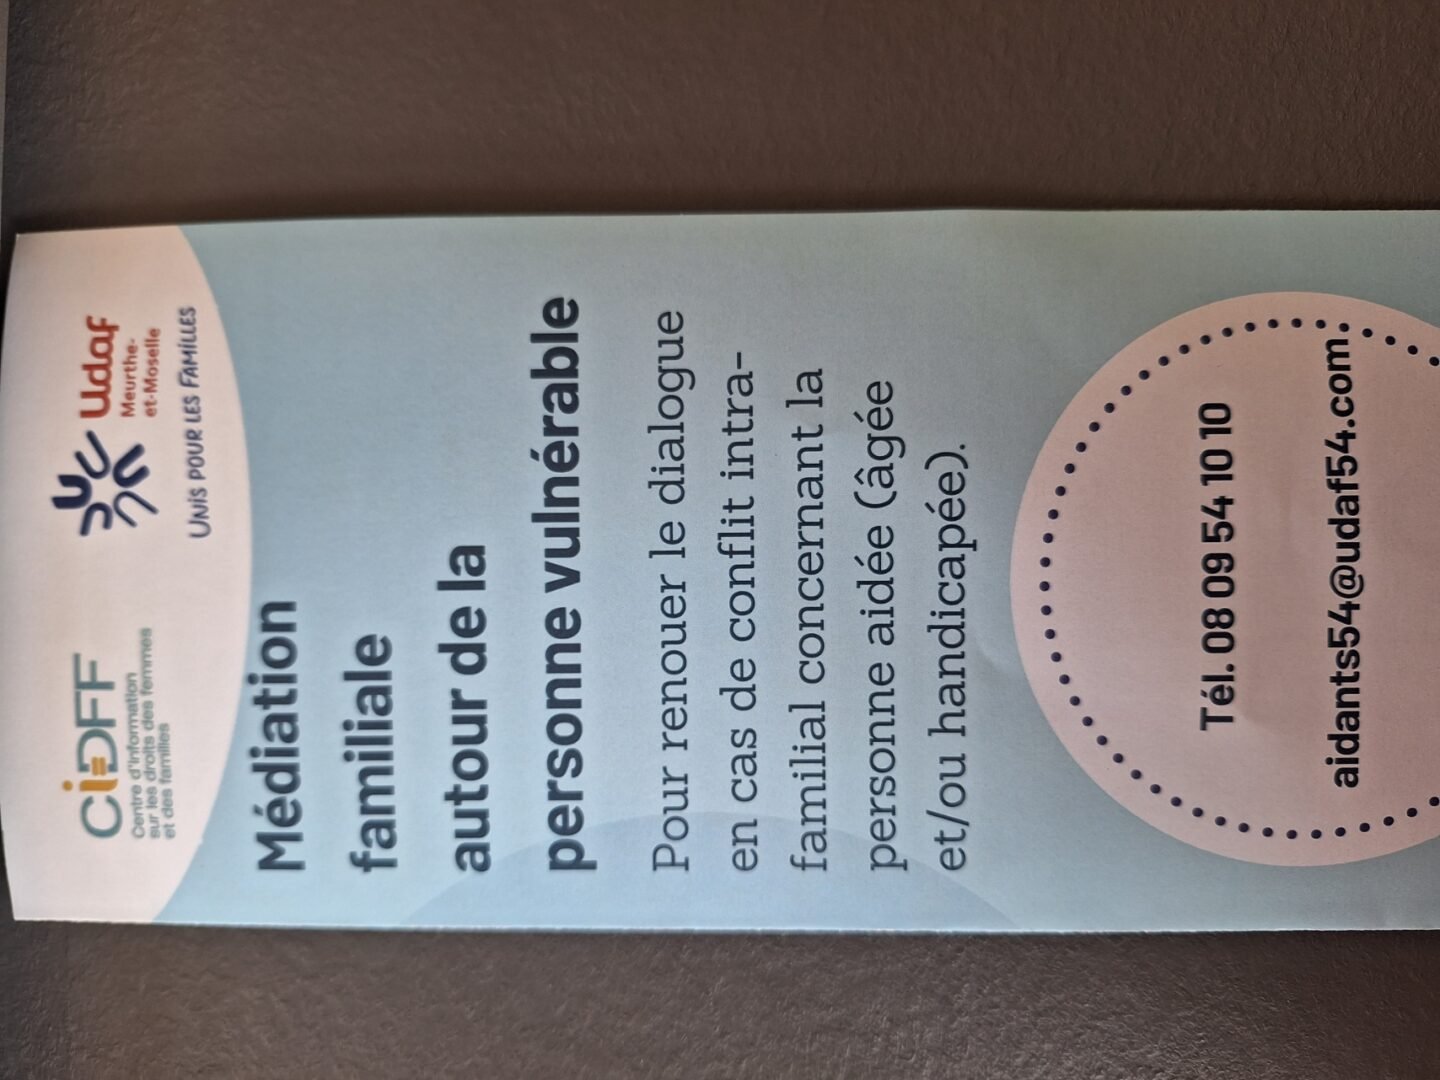 CiDFF
Centre d'Information
sur les droits des femmes
et des familles
Udaf
Meurthe-
et-Moselle
UNIS POUR LES FAMILLES
Médiation
familiale
autour de la
personne vulnérable
Pour renouer le dialogue
en cas de conflit intra-
familial concernant la
personne aidée (âgée
et/ou handicapée).
Tél. 08 09 54 10 10
aidants54@udaf54.com